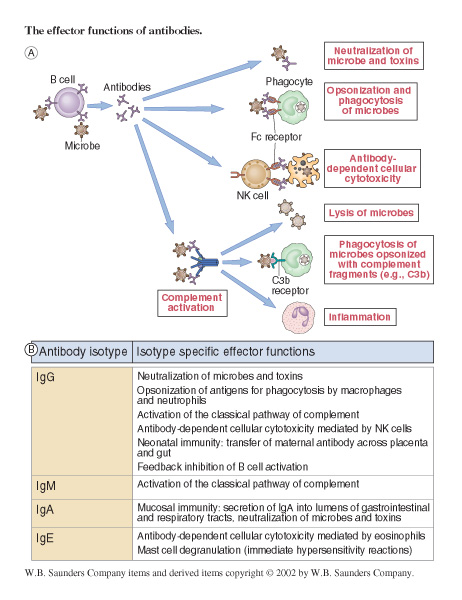 The effector functions of antibodies.
A
B cell
Antibodies
Microbe
Neutralization of
microbe and toxins
Phagocyte
Opsonization and
phagocytosis
of microbes
Fc receptor
NK cell
Antibody-
dependent cellular
cytotoxicity
Lysis of microbes
Phagocytosis of
microbes opsonized
with complement
fragments (e.g., C3b)
C3b
receptor
Complement
activation
Inflammation
B
Antibody isotype
Isotype specific effector functions
IgG
Neutralization of microbes and toxins
Opsonization of antigens for phagocytosis by macrophages
and neutrophils
Activation of the classical pathway of complement
Antibody-dependent cellular cytotoxicity mediated by NK cells
Neonatal immunity: transfer of maternal antibody across placenta
and gut
Feedback inhibition of B cell activation
IgM
Activation of the classical pathway of complement
IgA
Mucosal immunity: secretion of IgA into lumens of gastrointestinal
and respiratory tracts, neutralization of microbes and toxins
IgE
Antibody-dependent cellular cytotoxicity mediated by eosinophils
Mast cell degranulation (immediate hypersensitivity reactions)
W.B. Saunders Company items and derived items copyright © 2002 by W.B. Saunders Company.